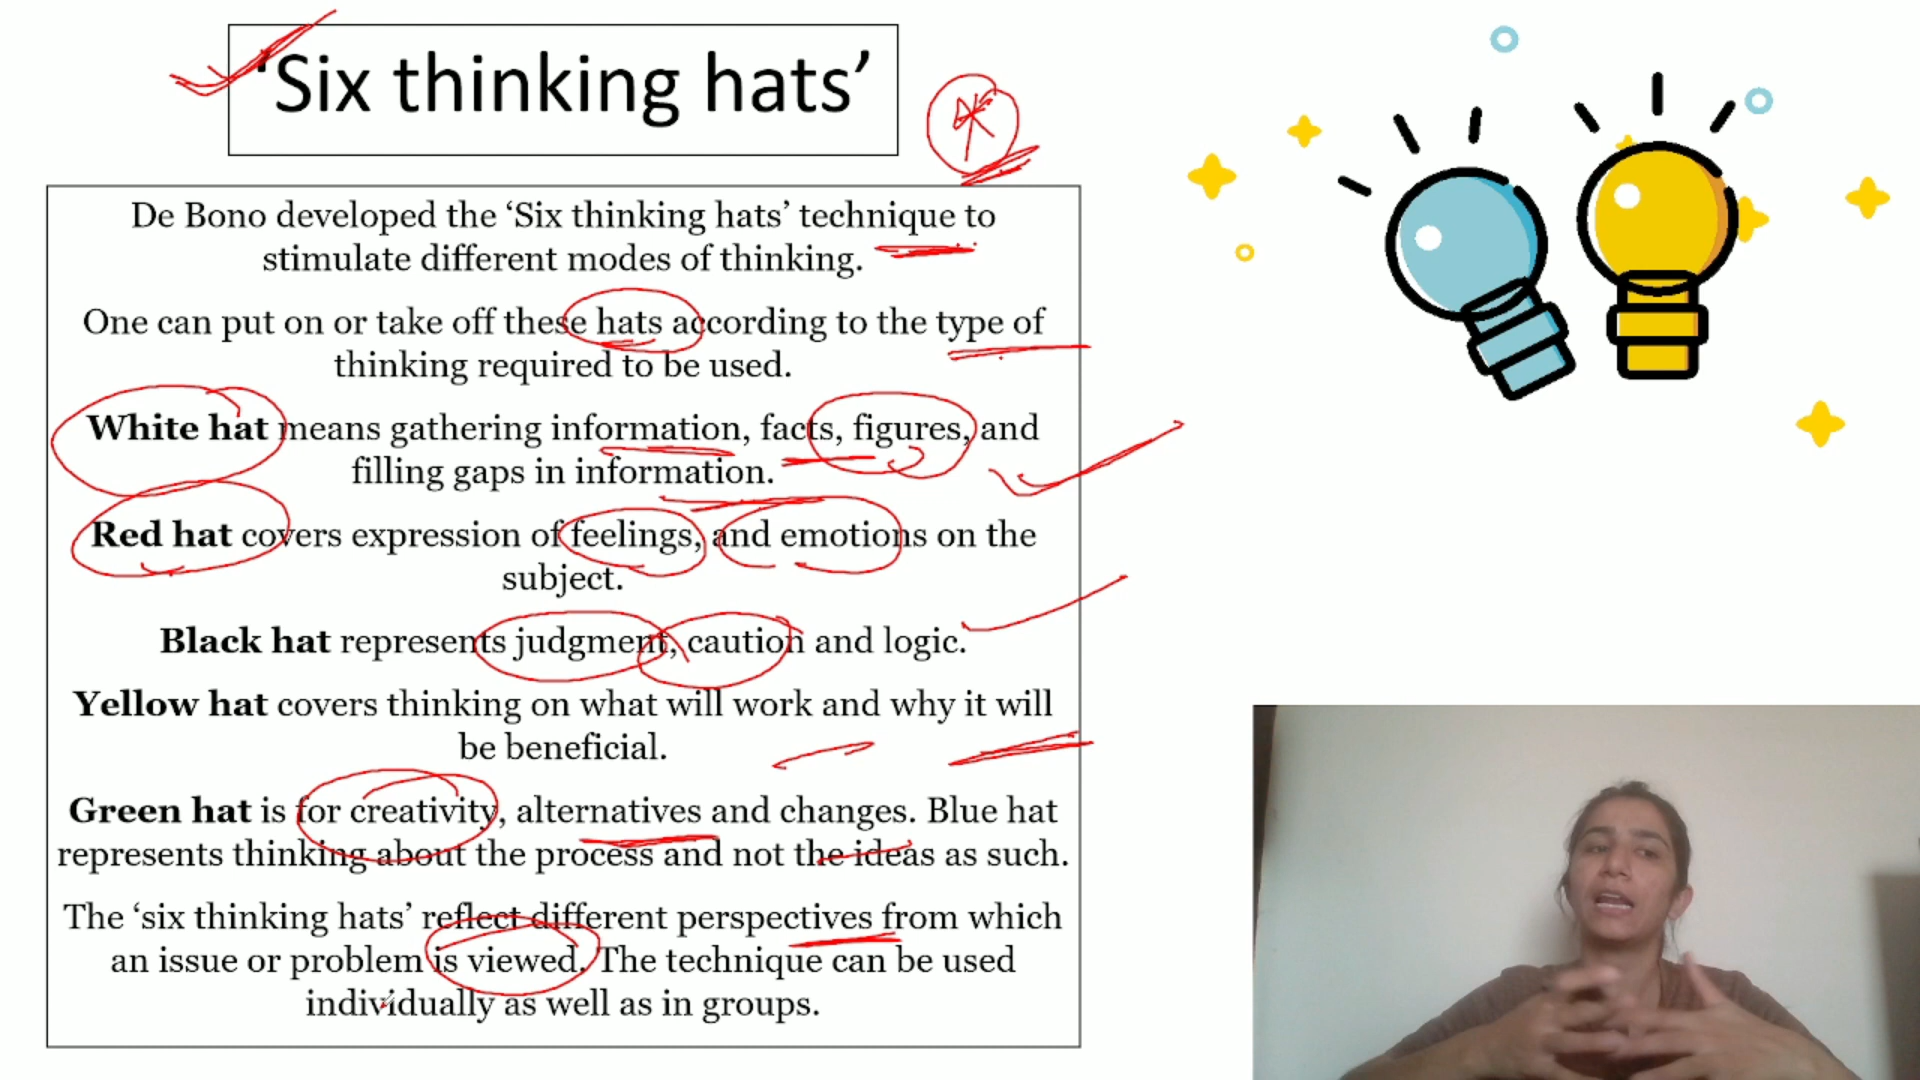 ‘Six thinking hats’
De Bono developed the ‘Six thinking hats’ technique to
stimulate different modes of thinking.
One can put on or take off these hats according to the type of
thinking required to be used.
White hat means gathering information, facts, figures, and
filling gaps in information.
Red hat covers expression of feelings, and emotions on the
subject.
Black hat represents judgment, caution and logic.
Yellow hat covers thinking on what will work and why it will
be beneficial.
Green hat is for creativity, alternatives and changes. Blue hat
represents thinking about the process and not the ideas as such.
The ‘six thinking hats’ reflect different perspectives from which
an issue or problem is viewed. The technique can be used
individually as well as in groups.